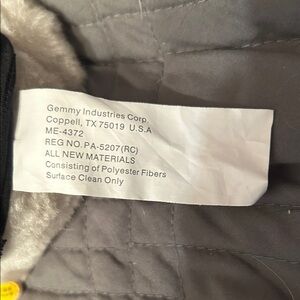 Gemmy Industries Corp.
Coppell, TX 75019 U.S.A
ME-4372
REG NO. PA-5207(RC)
ALL NEW MATERIALS
Consisting of Polyester Fibers
Surface Clean Only